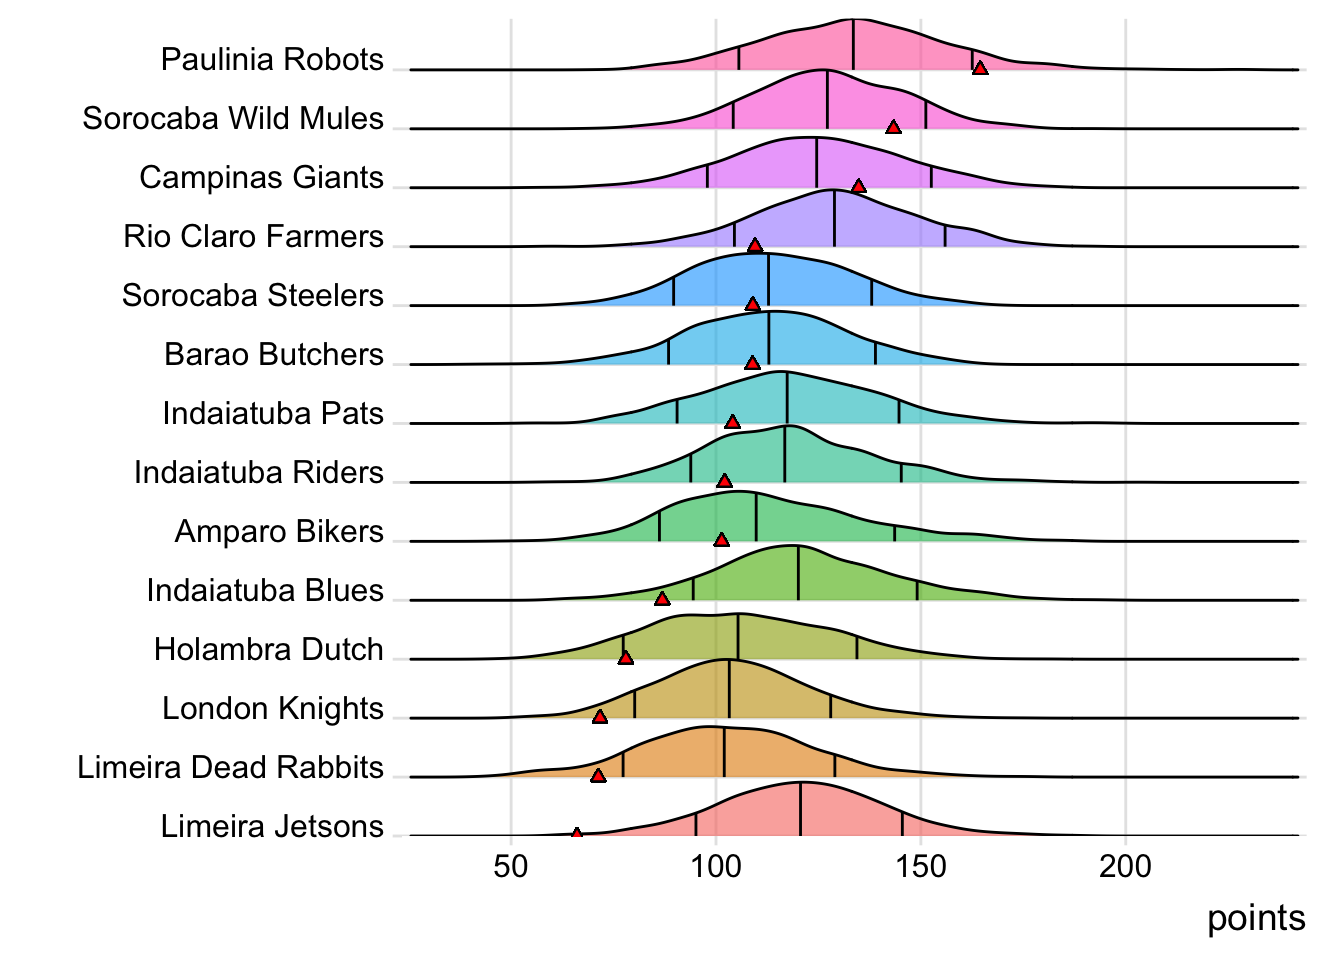 Paulinia Robots
Sorocaba Wild Mules
Campinas Giants
Rio Claro Farmers
Sorocaba Steelers
Barao Butchers
Indaiatuba Pats
Indaiatuba Riders
Amparo Bikers
Indaiatuba Blues
Holambra Dutch
London Knights
Limeira Dead Rabbits
Limeira Jetsons
50 100 150 200
points